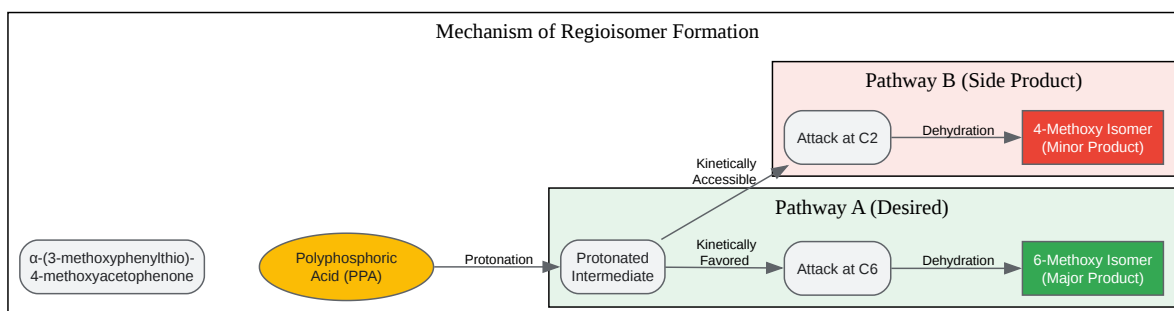 Mechanism of Regioisomer Formation
Pathway B (Side Product)
Attack at C2
Dehydration
4-Methoxy Isomer
(Minor Product)
Kinetically
Accessible
Pathway A (Desired)
α-(3-methoxyphenylthio)-
4-methoxyacetophenone
Polyphosphoric
Acid (PPA)
Protonation
Protonated
Intermediate
Kinetically
Favored
Attack at C6
Dehydration
6-Methoxy Isomer
(Major Product)